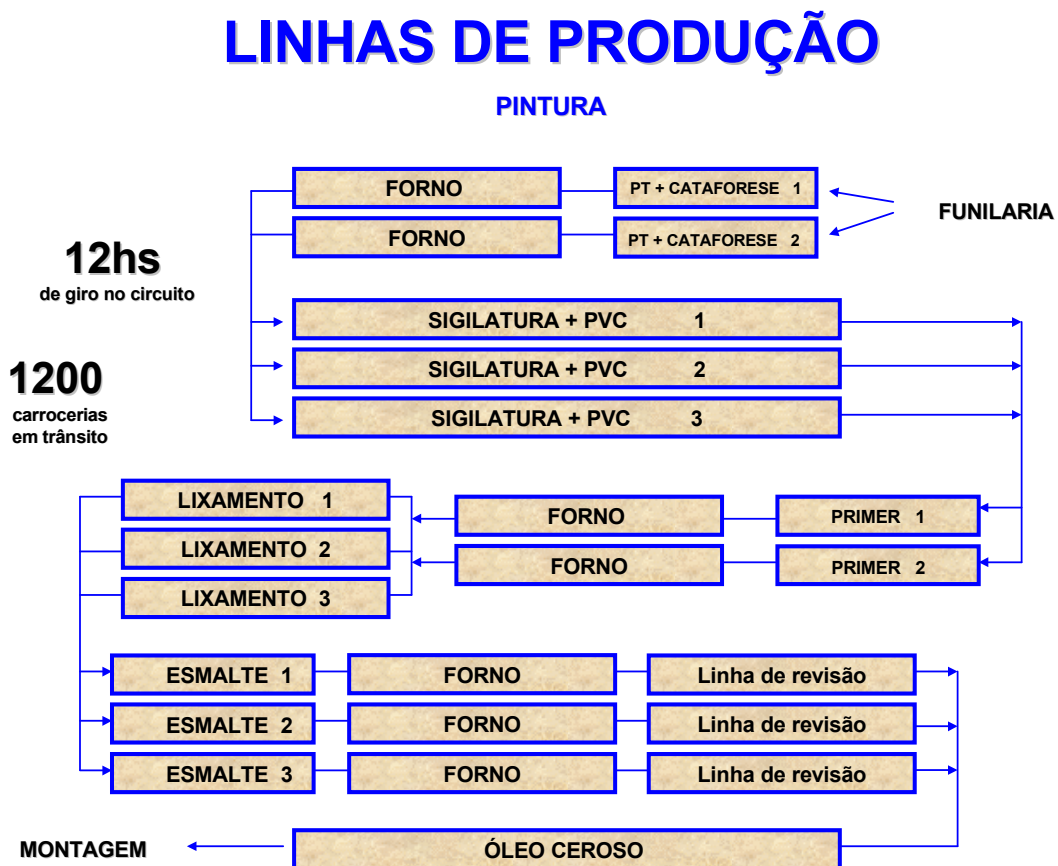 LINHAS DE PRODUÇÃO
PINTURA
FORNO
PT + CATAFORESE 1
FORNO
PT + CATAFORESE 2
FUNILARIA
12hs
de giro no circuito
SIGILATURA + PVC 1
SIGILATURA + PVC 2
SIGILATURA + PVC 3
1200
carrocerias
em trânsito
LIXAMENTO 1
LIXAMENTO 2
LIXAMENTO 3
FORNO
PRIMER 1
FORNO
PRIMER 2
ESMALTE 1
FORNO
Linha de revisão
ESMALTE 2
FORNO
Linha de revisão
ESMALTE 3
FORNO
Linha de revisão
MONTAGEM
ÓLEO CEROSO